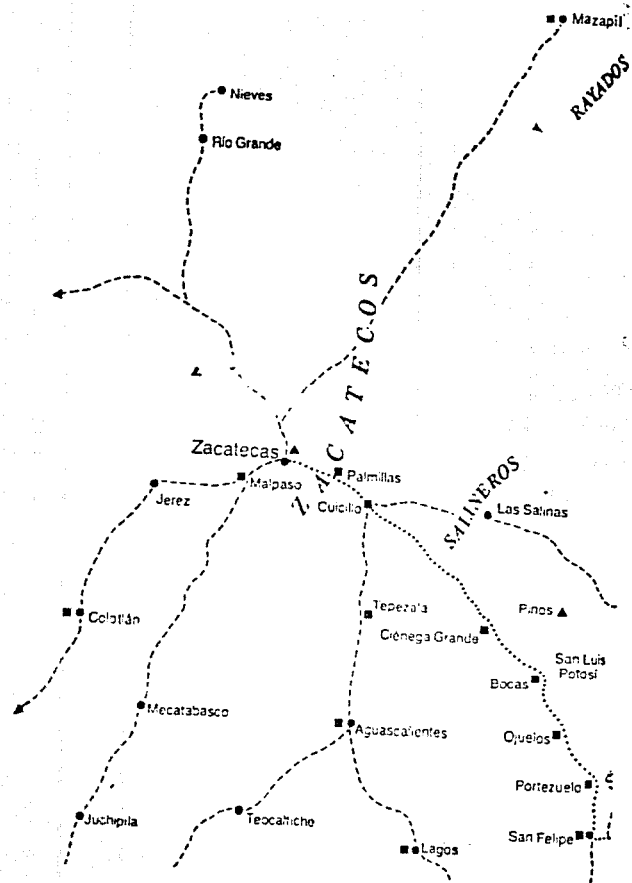 Mazapil
RAYADOS
Nieves
Río Grande
ZACATECOS
Zacatecas
Malpaso
Palmillas
Jerez
Cuicillo
SALINEROS
Las Salinas
Colotlán
Tepezala
Pinos
Ciénega Grande
San Luis
Potosí
Bocas
Mecatabasco
Aguascalientes
Ojuelos
Portezuelo
Juchipila
Teocaltiche
San Felipe
Lagos